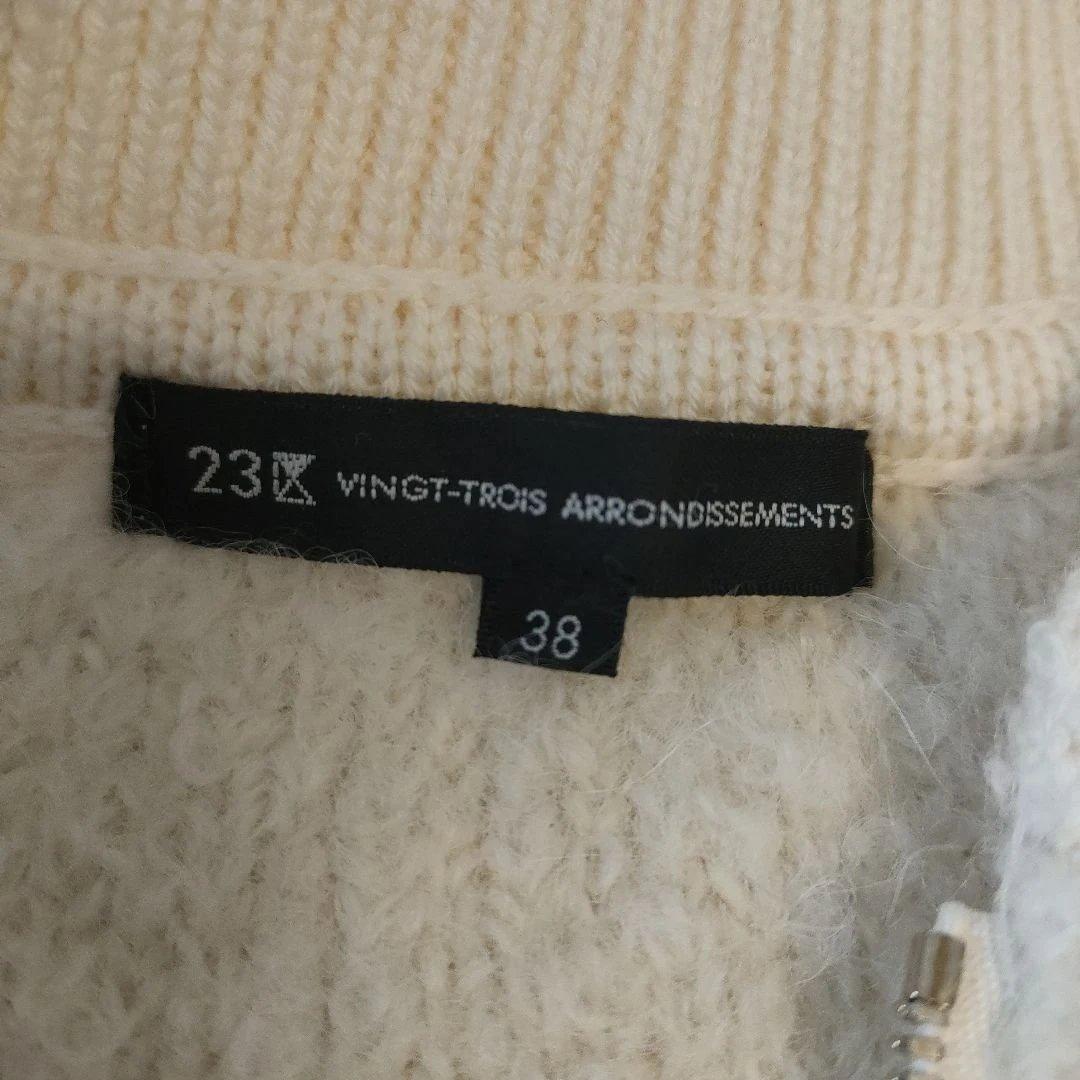 23区 VINGT-TROIS ARRONDISSEMENTS
38